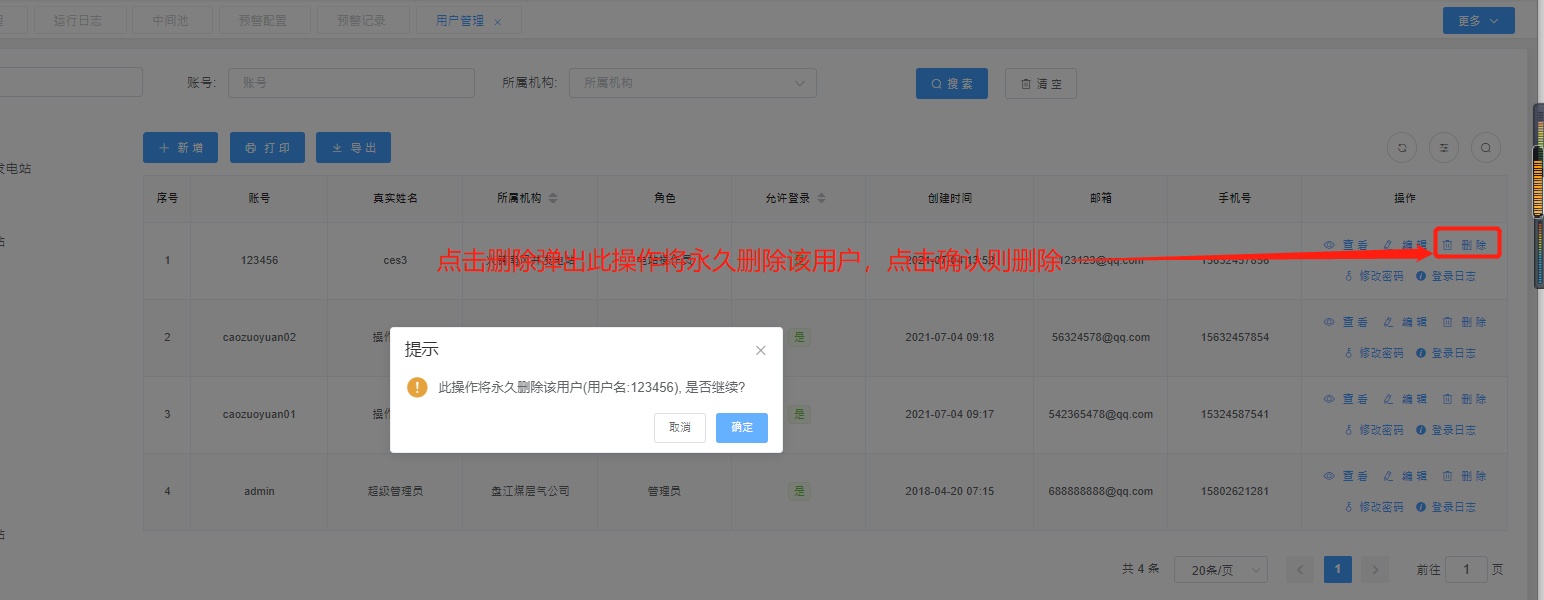 运行日志 中间池 预警配置 预警记录 用户管理 × 更多
账号: 账号 所属机构: 所属机构 搜 索 清 空
发电站
+ 新 增 打 印 导 出
序号 账号 真实姓名 所属机构 角色 允许登录 创建时间 邮箱 手机号 操作
查 看 编 辑 删 除
点击删除弹出此操作将永久删除该用户，点击确认则删除
1 123456 ces3 2021-07-04 13:52 123123@qq.com 15632457856
修改密码 登录日志
站
查 看 编 辑 删 除
2 caozuoyuan02 操作 是 2021-07-04 09:18 56324578@qq.com 15632457854
修改密码 登录日志
提示
此操作将永久删除该用户(用户名:123456), 是否继续?
取消 确定
查 看 编 辑 删 除
3 caozuoyuan01 操作 是 2021-07-04 09:17 542365478@qq.com 15324587541
修改密码 登录日志
查 看 编 辑 删 除
4 admin 超级管理员 盘江煤层气公司 管理员 是 2018-04-20 07:15 688888888@qq.com 15802621281
修改密码 登录日志
站
共 4 条 20条/页 < 1 > 前往 1 页